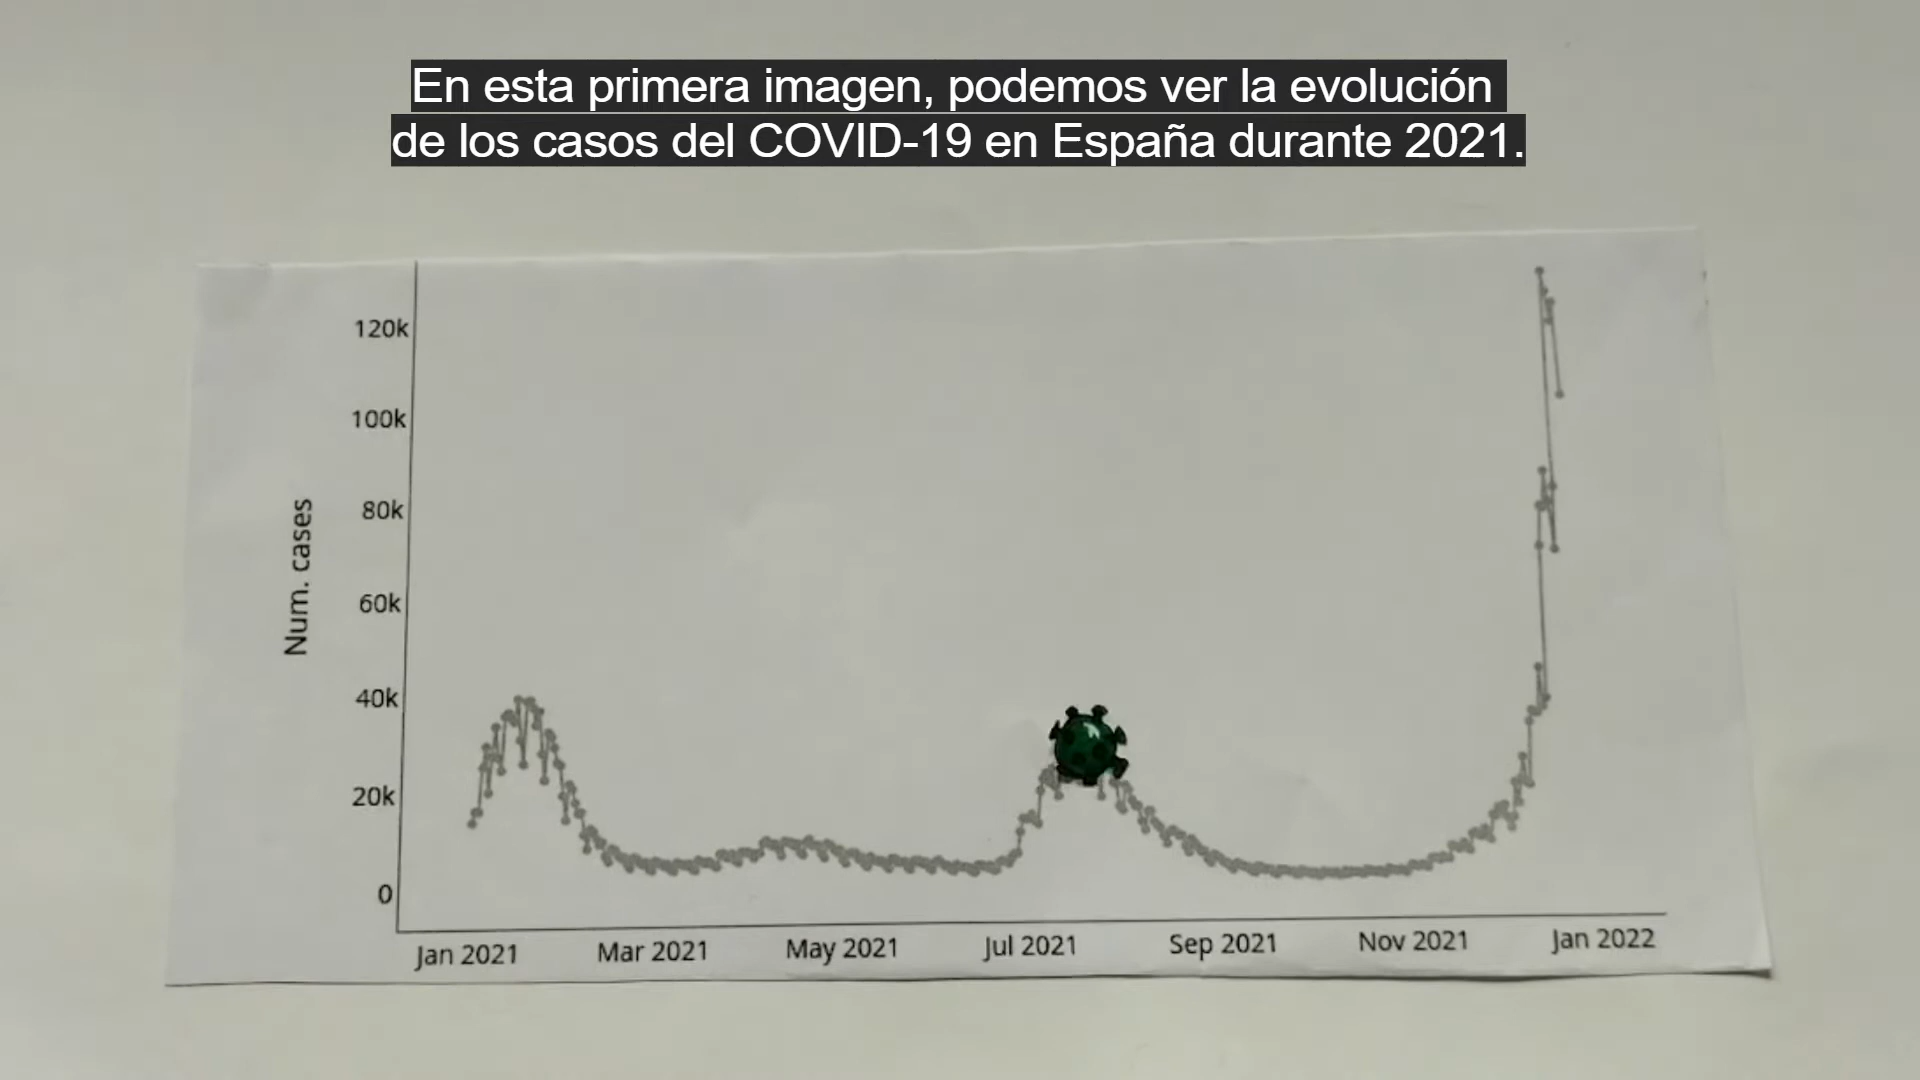 En esta primera imagen, podemos ver la evolución
de los casos del COVID-19 en España durante 2021.
120k
100k
80k
60k
40k
20k
0
Num. cases
Jan 2021 Mar 2021 May 2021 Jul 2021 Sep 2021 Nov 2021 Jan 2022